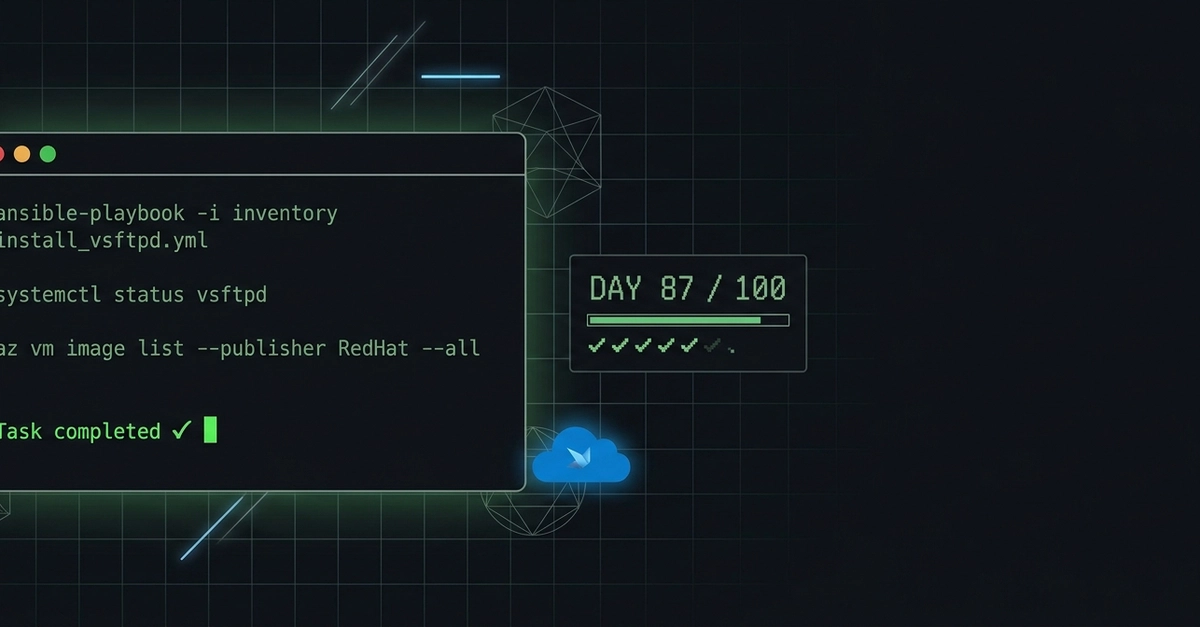 ansible-playbook -i inventory
install_vsftpd.yml
systemctl status vsftpd
az vm image list --publisher RedHat --all
Task completed ✓
DAY 87 / 100